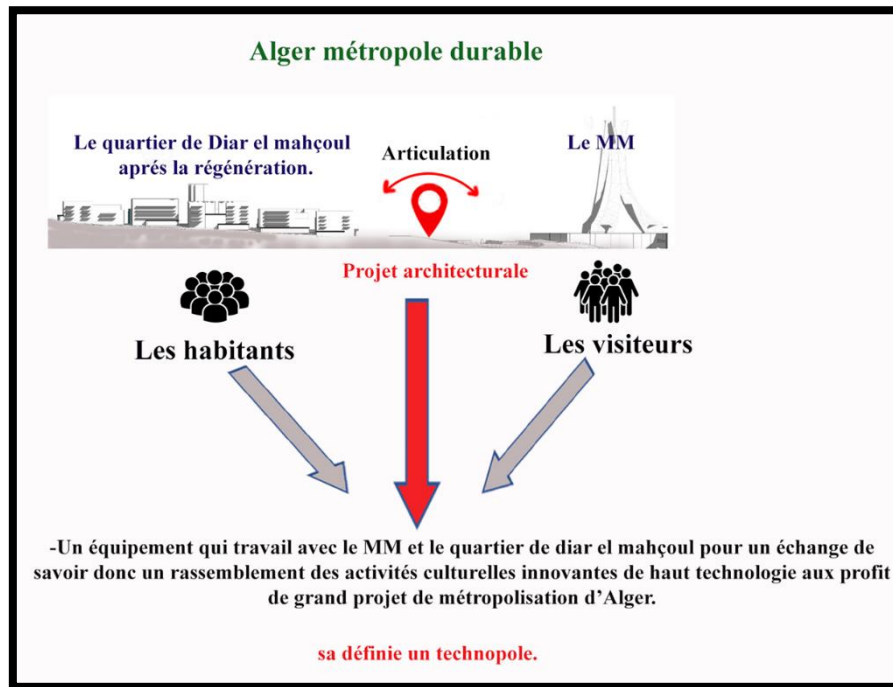 Alger métropole durable
Le quartier de Diar el mahçoul
aprés la régénération.
Articulation
Le MM
Projet architecturale
Les habitants
Les visiteurs
-Un équipement qui travail avec le MM et le quartier de diar el mahçoul pour un échange de
savoir donc un rassemblement des activités culturelles innovantes de haut technologie aux profit
de grand projet de métropolisation d’Alger.
sa définie un technopole.